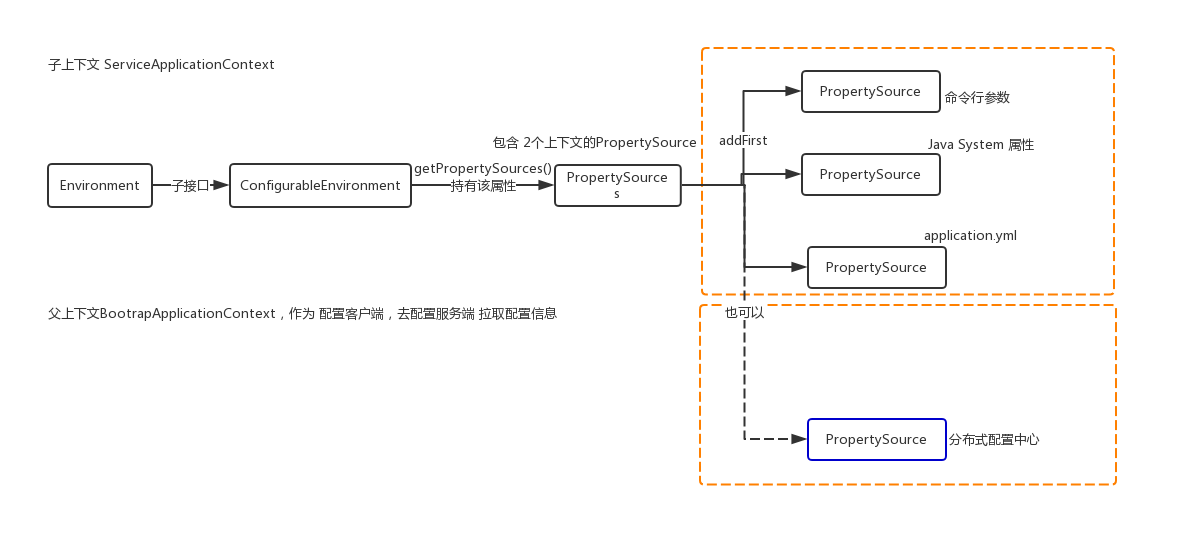 子上下文 ServiceApplicationContext
PropertySource
命令行参数
包含 2个上下文的PropertySource
addFirst
Java System 属性
PropertySource
Environment
子接口
ConfigurableEnvironment
getPropertySources()
持有该属性
PropertySource
s
application.yml
PropertySource
父上下文BootrapApplicationContext，作为 配置客户端，去配置服务端 拉取配置信息
也可以
PropertySource
分布式配置中心